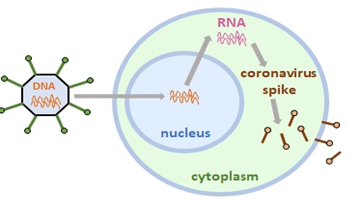 RNA
DNA
coronavirus
spike
nucleus
cytoplasm